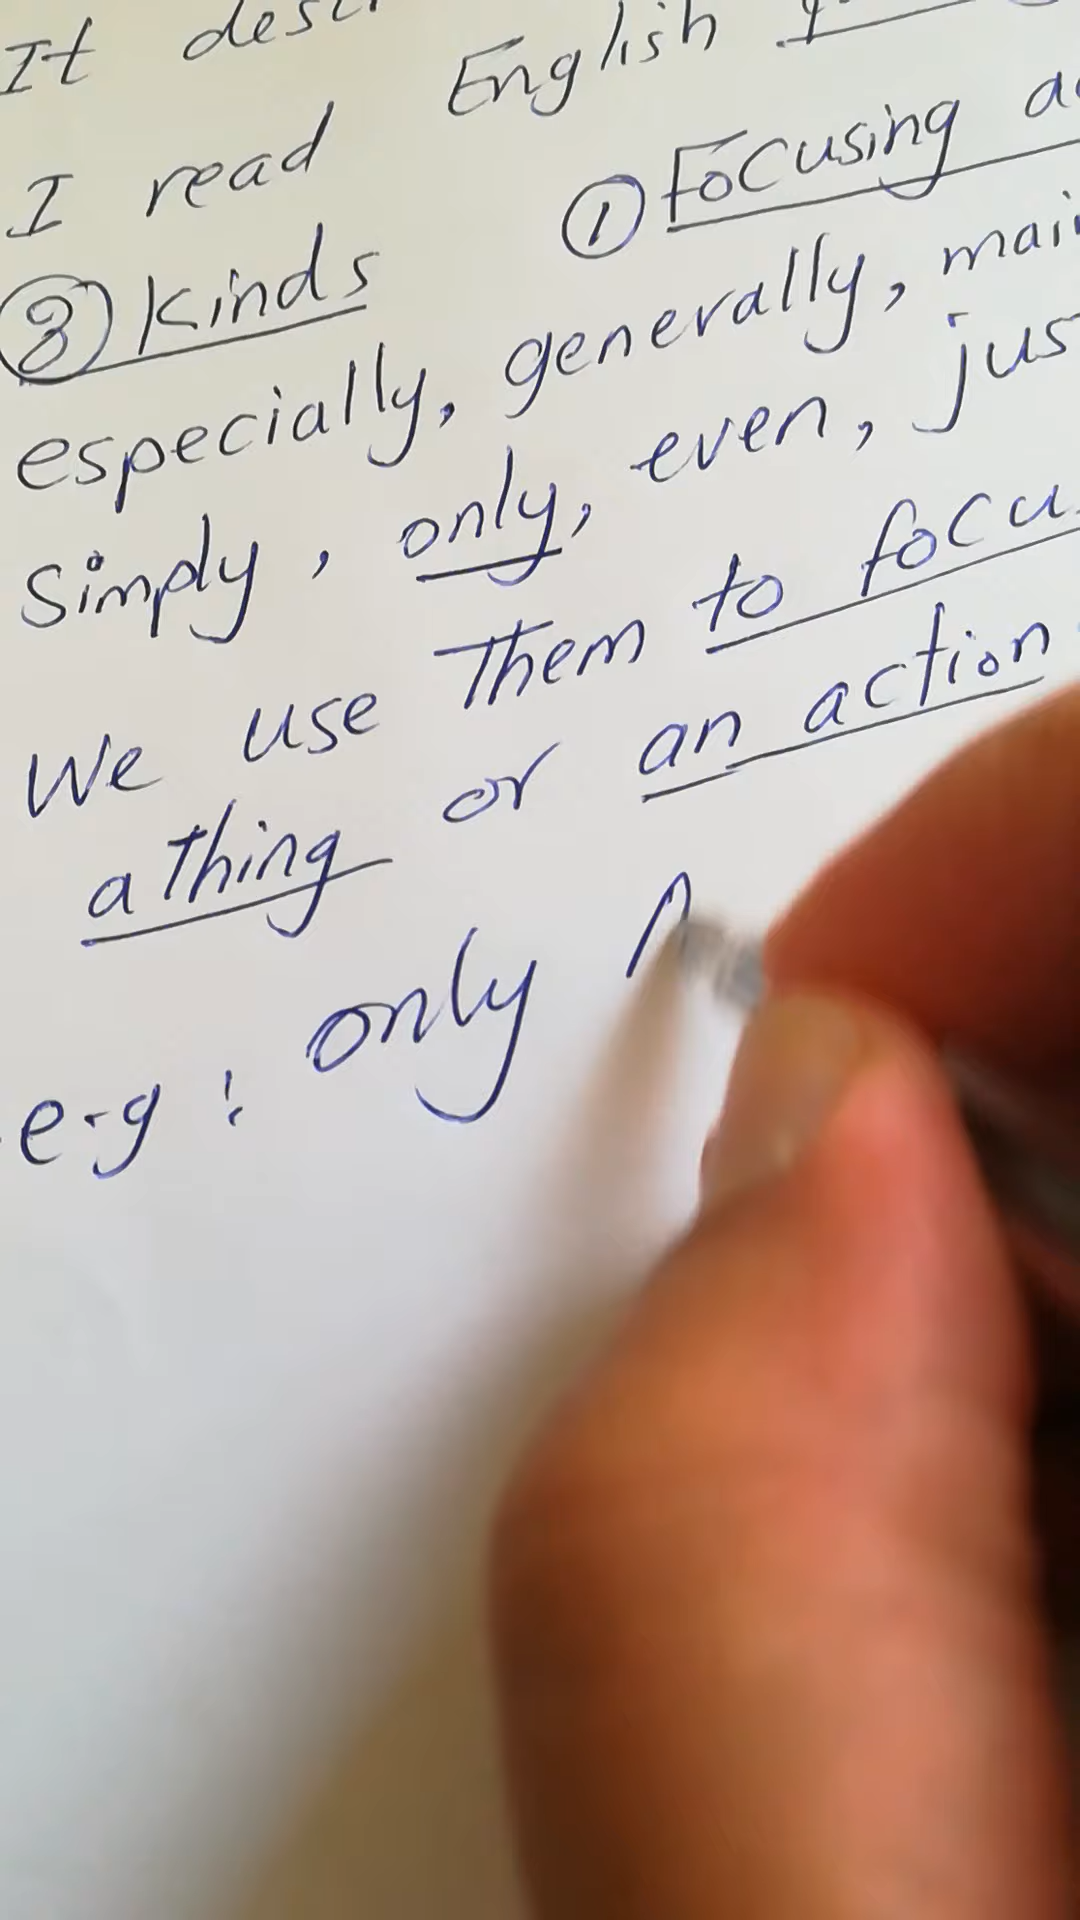 It
I read English
③ Kinds ① Focusing
especially, generally,
Simply, only, even,
We use Them to
a Thing or an action
e-g : only